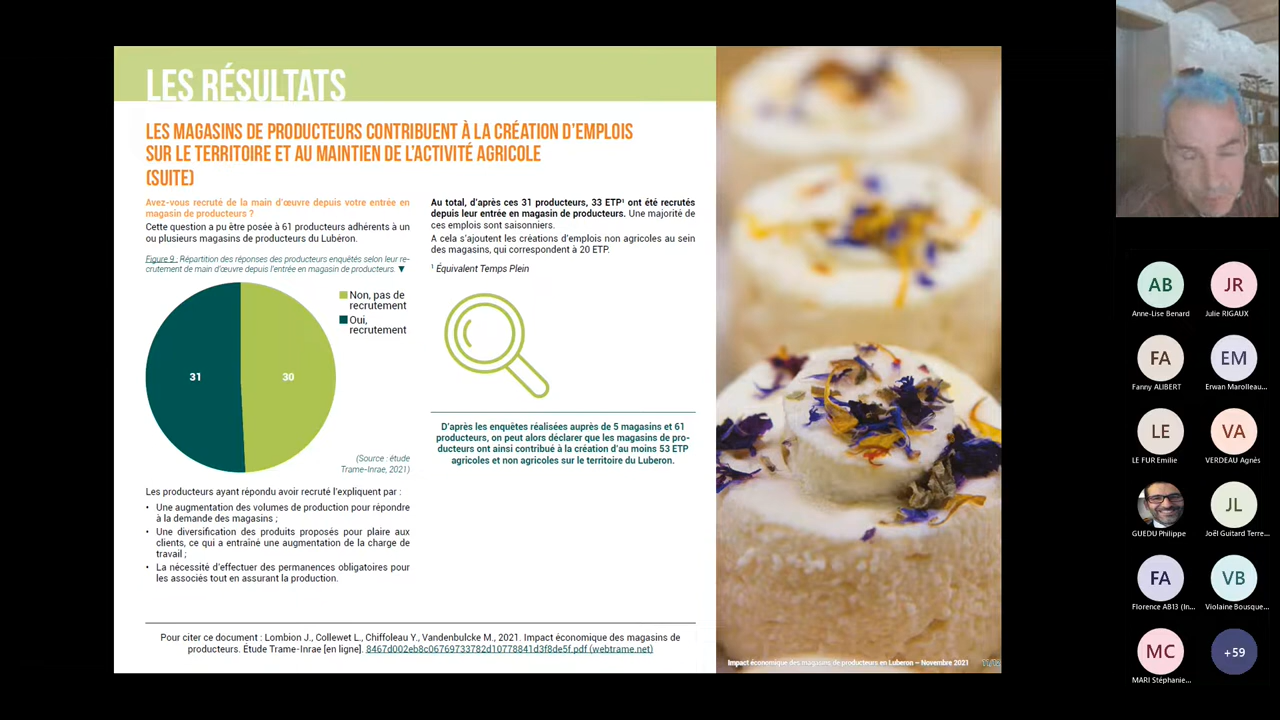 LES RÉSULTATS
LES MAGASINS DE PRODUCTEURS CONTRIBUENT À LA CRÉATION D'EMPLOIS
SUR LE TERRITOIRE ET AU MAINTIEN DE L'ACTIVITÉ AGRICOLE
(SUITE)
Avez-vous recruté de la main d'œuvre depuis votre entrée en
magasin de producteurs ?
Cette question a pu être posée à 61 producteurs adhérents à un
ou plusieurs magasins de producteurs du Lubéron.
Figure 9 : Répartition des réponses des producteurs enquêtés selon leur re-
crutement de main d'œuvre depuis l'entrée en magasin de producteurs. ▼
Non, pas de
recrutement
Oui,
recrutement
31
30
(Source : étude
Trame-Inrae, 2021)
Les producteurs ayant répondu avoir recruté l'expliquent par :
• Une augmentation des volumes de production pour répondre
à la demande des magasins ;
• Une diversification des produits proposés pour plaire aux
clients, ce qui a entraîné une augmentation de la charge de
travail ;
• La nécessité d'effectuer des permanences obligatoires pour
les associés tout en assurant la production.
Au total, d'après ces 31 producteurs, 33 ETP¹ ont été recrutés
depuis leur entrée en magasin de producteurs. Une majorité de
ces emplois sont saisonniers.
A cela s'ajoutent les créations d'emplois non agricoles au sein
des magasins, qui correspondent à 20 ETP.
¹ Équivalent Temps Plein
D'après les enquêtes réalisées auprès de 5 magasins et 61
producteurs, on peut alors déclarer que les magasins de pro-
ducteurs ont ainsi contribué à la création d'au moins 53 ETP
agricoles et non agricoles sur le territoire du Luberon.
Pour citer ce document : Lombion J., Collewet L., Chiffoleau Y., Vandenbulcke M., 2021. Impact économique des magasins de
producteurs. Étude Trame-Inrae [en ligne]. 8467d002eb8c06769733782d10778841d3f8de5f.pdf (webtrame.net)
Impact économique des magasins de producteurs en Luberon – Novembre 2021
AB
Anne-Lise Benard
JR
Julie RIGAUX
FA
Fanny ALIBERT
EM
Erwan Marolleau...
LE
LE FUR Emilie
VA
VERDEAU Agnès
GUEDU Philippe
JL
Joël Guitard Terre...
FA
Florence AB13 (In...
VB
Violaine Bousque...
MC
MARI Stéphanie...
+59